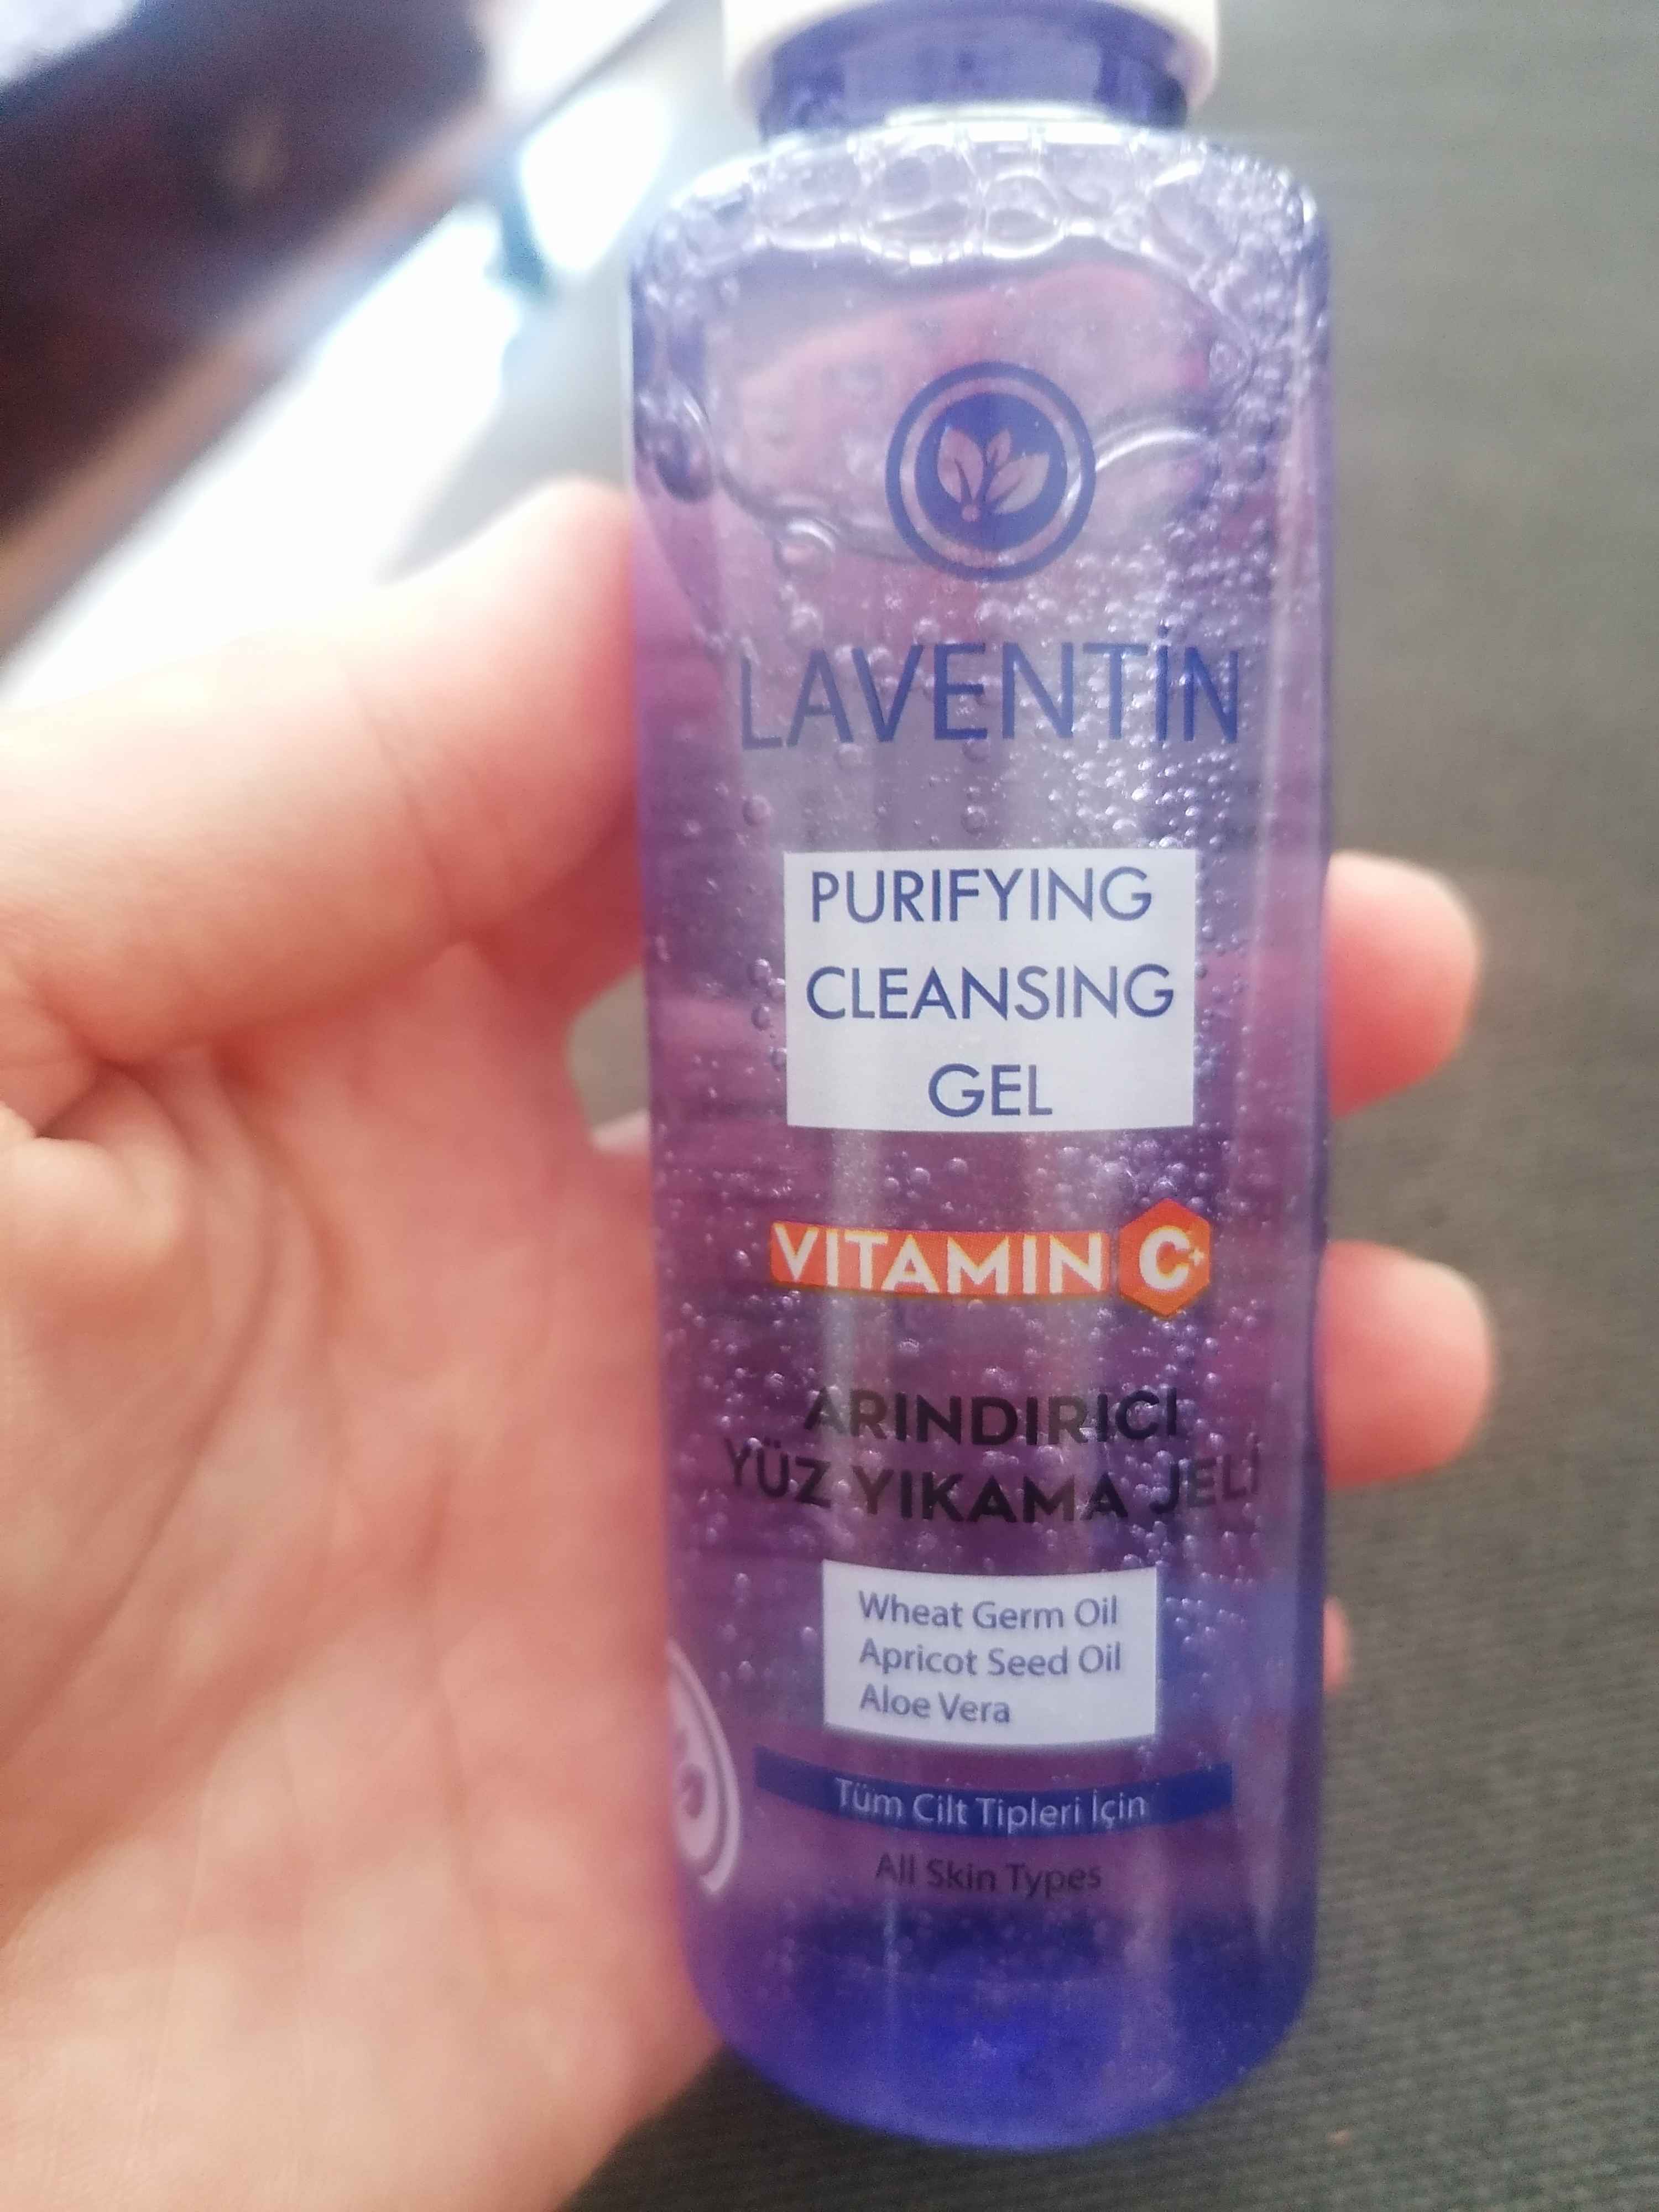 LAVENTİN
PURIFYING
CLEANSING
GEL
VITAMIN C+
ARINDIRICI
YÜZ YIKAMA JELİ
Wheat Germ Oil
Apricot Seed Oil
Aloe Vera
Tüm Cilt Tipleri İçin
All Skin Types